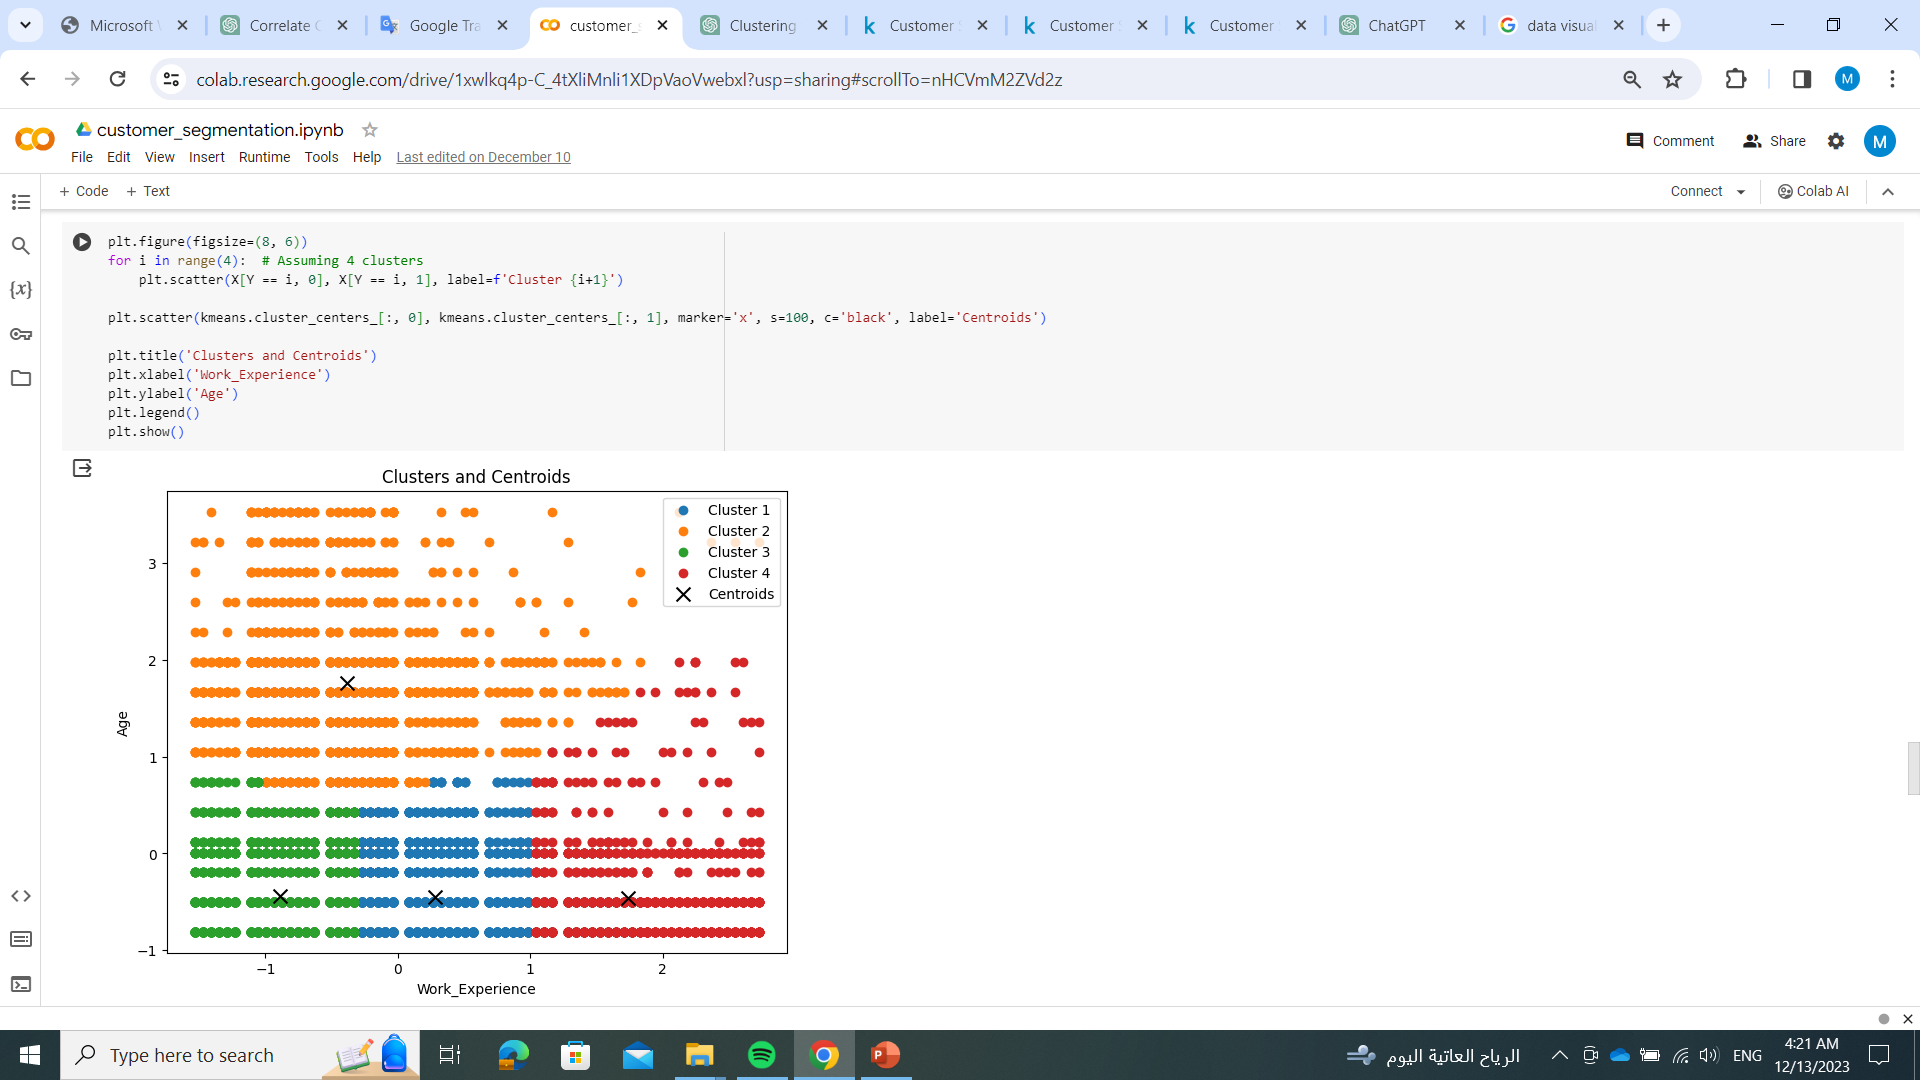 Microsoft
Correlate
Google Tra
customer_s
Clustering
Customer
Customer
Customer
ChatGPT
data visual
colab.research.google.com/drive/1xwlkq4p-C_4tXliMnli1XDpVaoVwebxl?usp=sharing#scrollTo=nHCVmM2ZVd2z
M
customer_segmentation.ipynb
File Edit View Insert Runtime Tools Help Last edited on December 10
Comment Share M
+ Code + Text
Connect Colab AI
plt.figure(figsize=(8, 6))
for i in range(4):  # Assuming 4 clusters
    plt.scatter(X[Y == i, 0], X[Y == i, 1], label=f'Cluster {i+1}')
plt.scatter(kmeans.cluster_centers_[:, 0], kmeans.cluster_centers_[:, 1], marker='x', s=100, c='black', label='Centroids')
plt.title('Clusters and Centroids')
plt.xlabel('Work_Experience')
plt.ylabel('Age')
plt.legend()
plt.show()
Clusters and Centroids
Cluster 1
Cluster 2
Cluster 3
Cluster 4
Centroids
3
2
1
0
−1
Age
−1 0 1 2
Work_Experience
Type here to search
الرياح العاتية اليوم
ENG
4:21 AM
12/13/2023